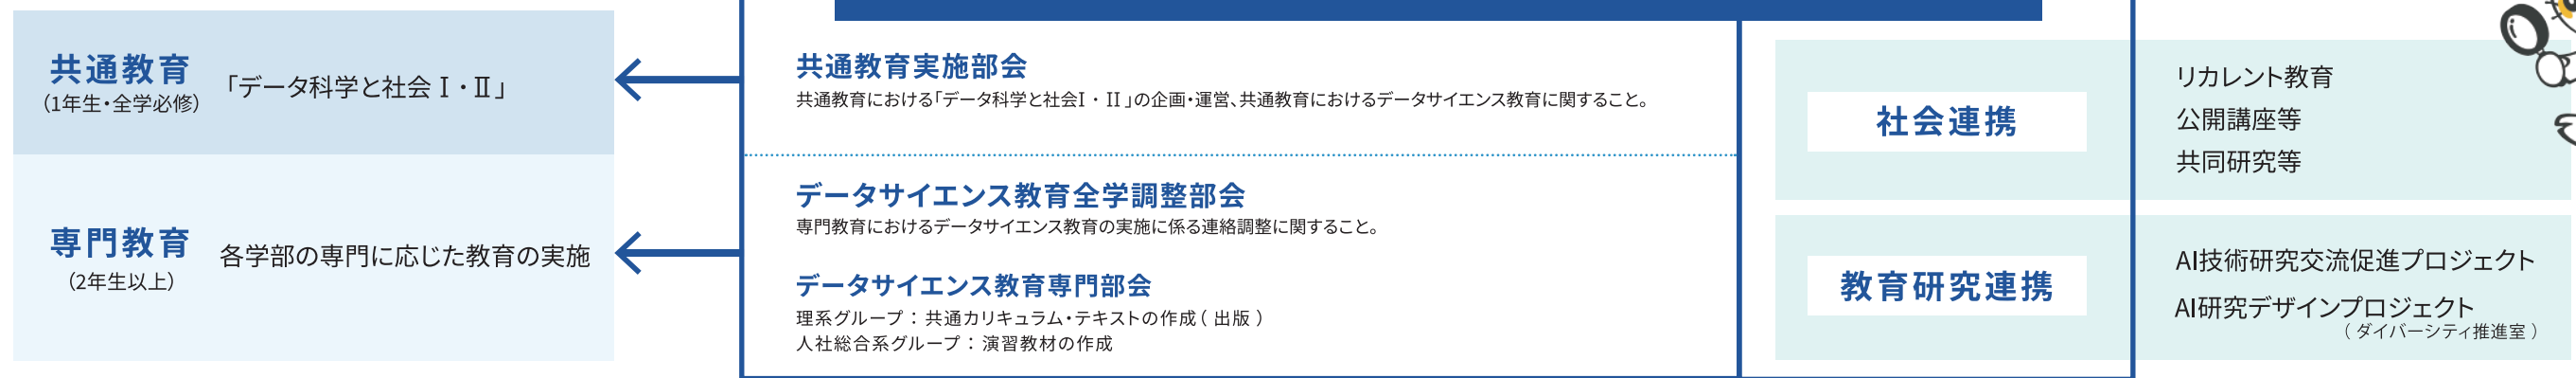 共通教育
（1年生・全学必修）
「データ科学と社会Ⅰ・Ⅱ」
専門教育
（2年生以上）
各学部の専門に応じた教育の実施
共通教育実施部会
共通教育における「データ科学と社会Ⅰ・Ⅱ」の企画・運営、共通教育におけるデータサイエンス教育に関すること。
データサイエンス教育全学調整部会
専門教育におけるデータサイエンス教育の実施に係る連絡調整に関すること。
データサイエンス教育専門部会
理系グループ：共通カリキュラム・テキストの作成（出版）
人社総合系グループ：演習教材の作成
社会連携
リカレント教育
公開講座等
共同研究等
教育研究連携
AI技術研究交流促進プロジェクト
AI研究デザインプロジェクト
（ダイバーシティ推進室）